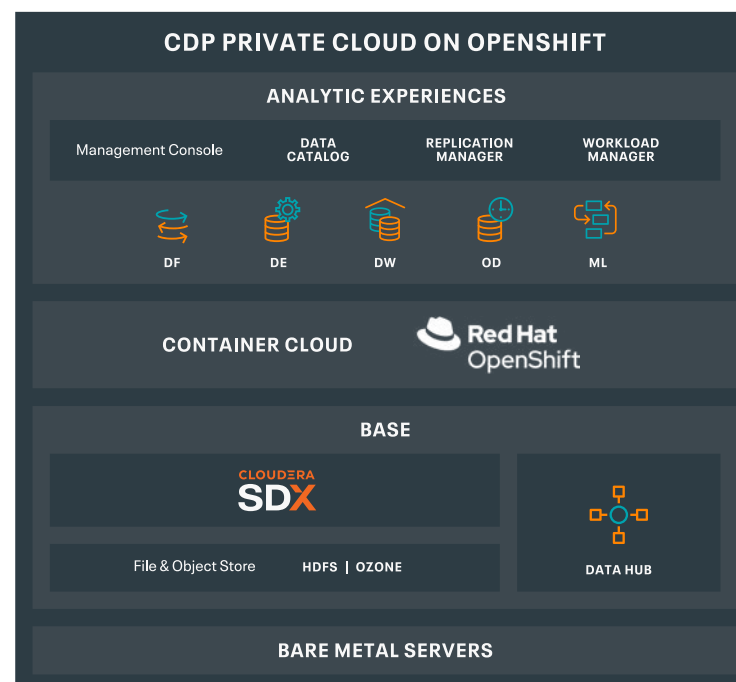 CDP PRIVATE CLOUD ON OPENSHIFT
ANALYTIC EXPERIENCES
Management Console
DATA
CATALOG
REPLICATION
MANAGER
WORKLOAD
MANAGER
DF
DE
DW
OD
ML
CONTAINER CLOUD
Red Hat
OpenShift
BASE
CLOUDERA
SDX
File & Object Store
HDFS | OZONE
DATA HUB
BARE METAL SERVERS